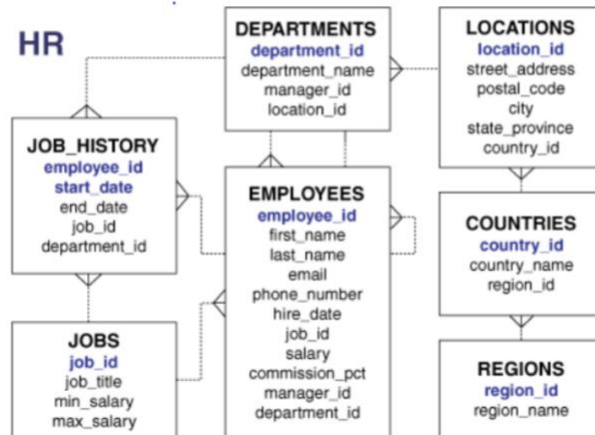 HR
DEPARTMENTS
department_id
department_name
manager_id
location_id
LOCATIONS
location_id
street_address
postal_code
city
state_province
country_id
JOB_HISTORY
employee_id
start_date
end_date
job_id
department_id
EMPLOYEES
employee_id
first_name
last_name
email
phone_number
hire_date
job_id
salary
commission_pct
manager_id
department_id
COUNTRIES
country_id
country_name
region_id
JOBS
job_id
job_title
min_salary
max_salary
REGIONS
region_id
region_name